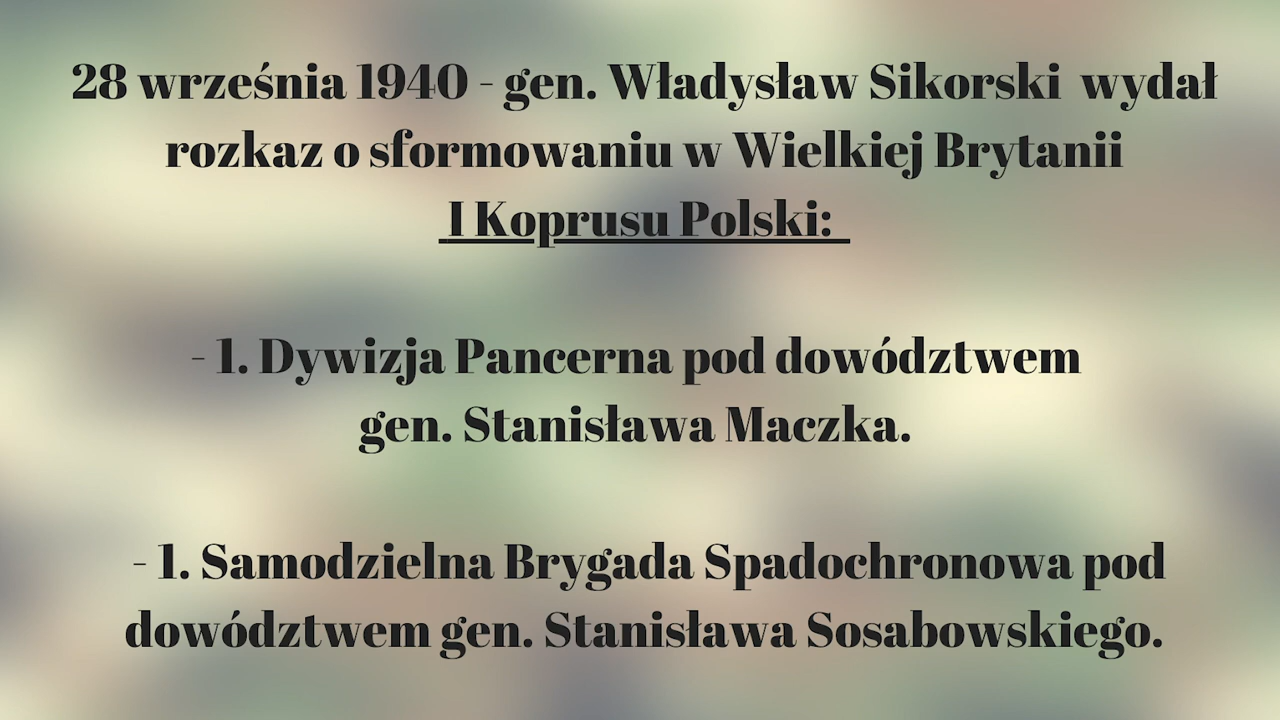 28 września 1940 - gen. Władysław Sikorski wydał
rozkaz o sformowaniu w Wielkiej Brytanii
I Koprusu Polski:
- 1. Dywizja Pancerna pod dowództwem
gen. Stanisława Maczka.
- 1. Samodzielna Brygada Spadochronowa pod
dowództwem gen. Stanisława Sosabowskiego.